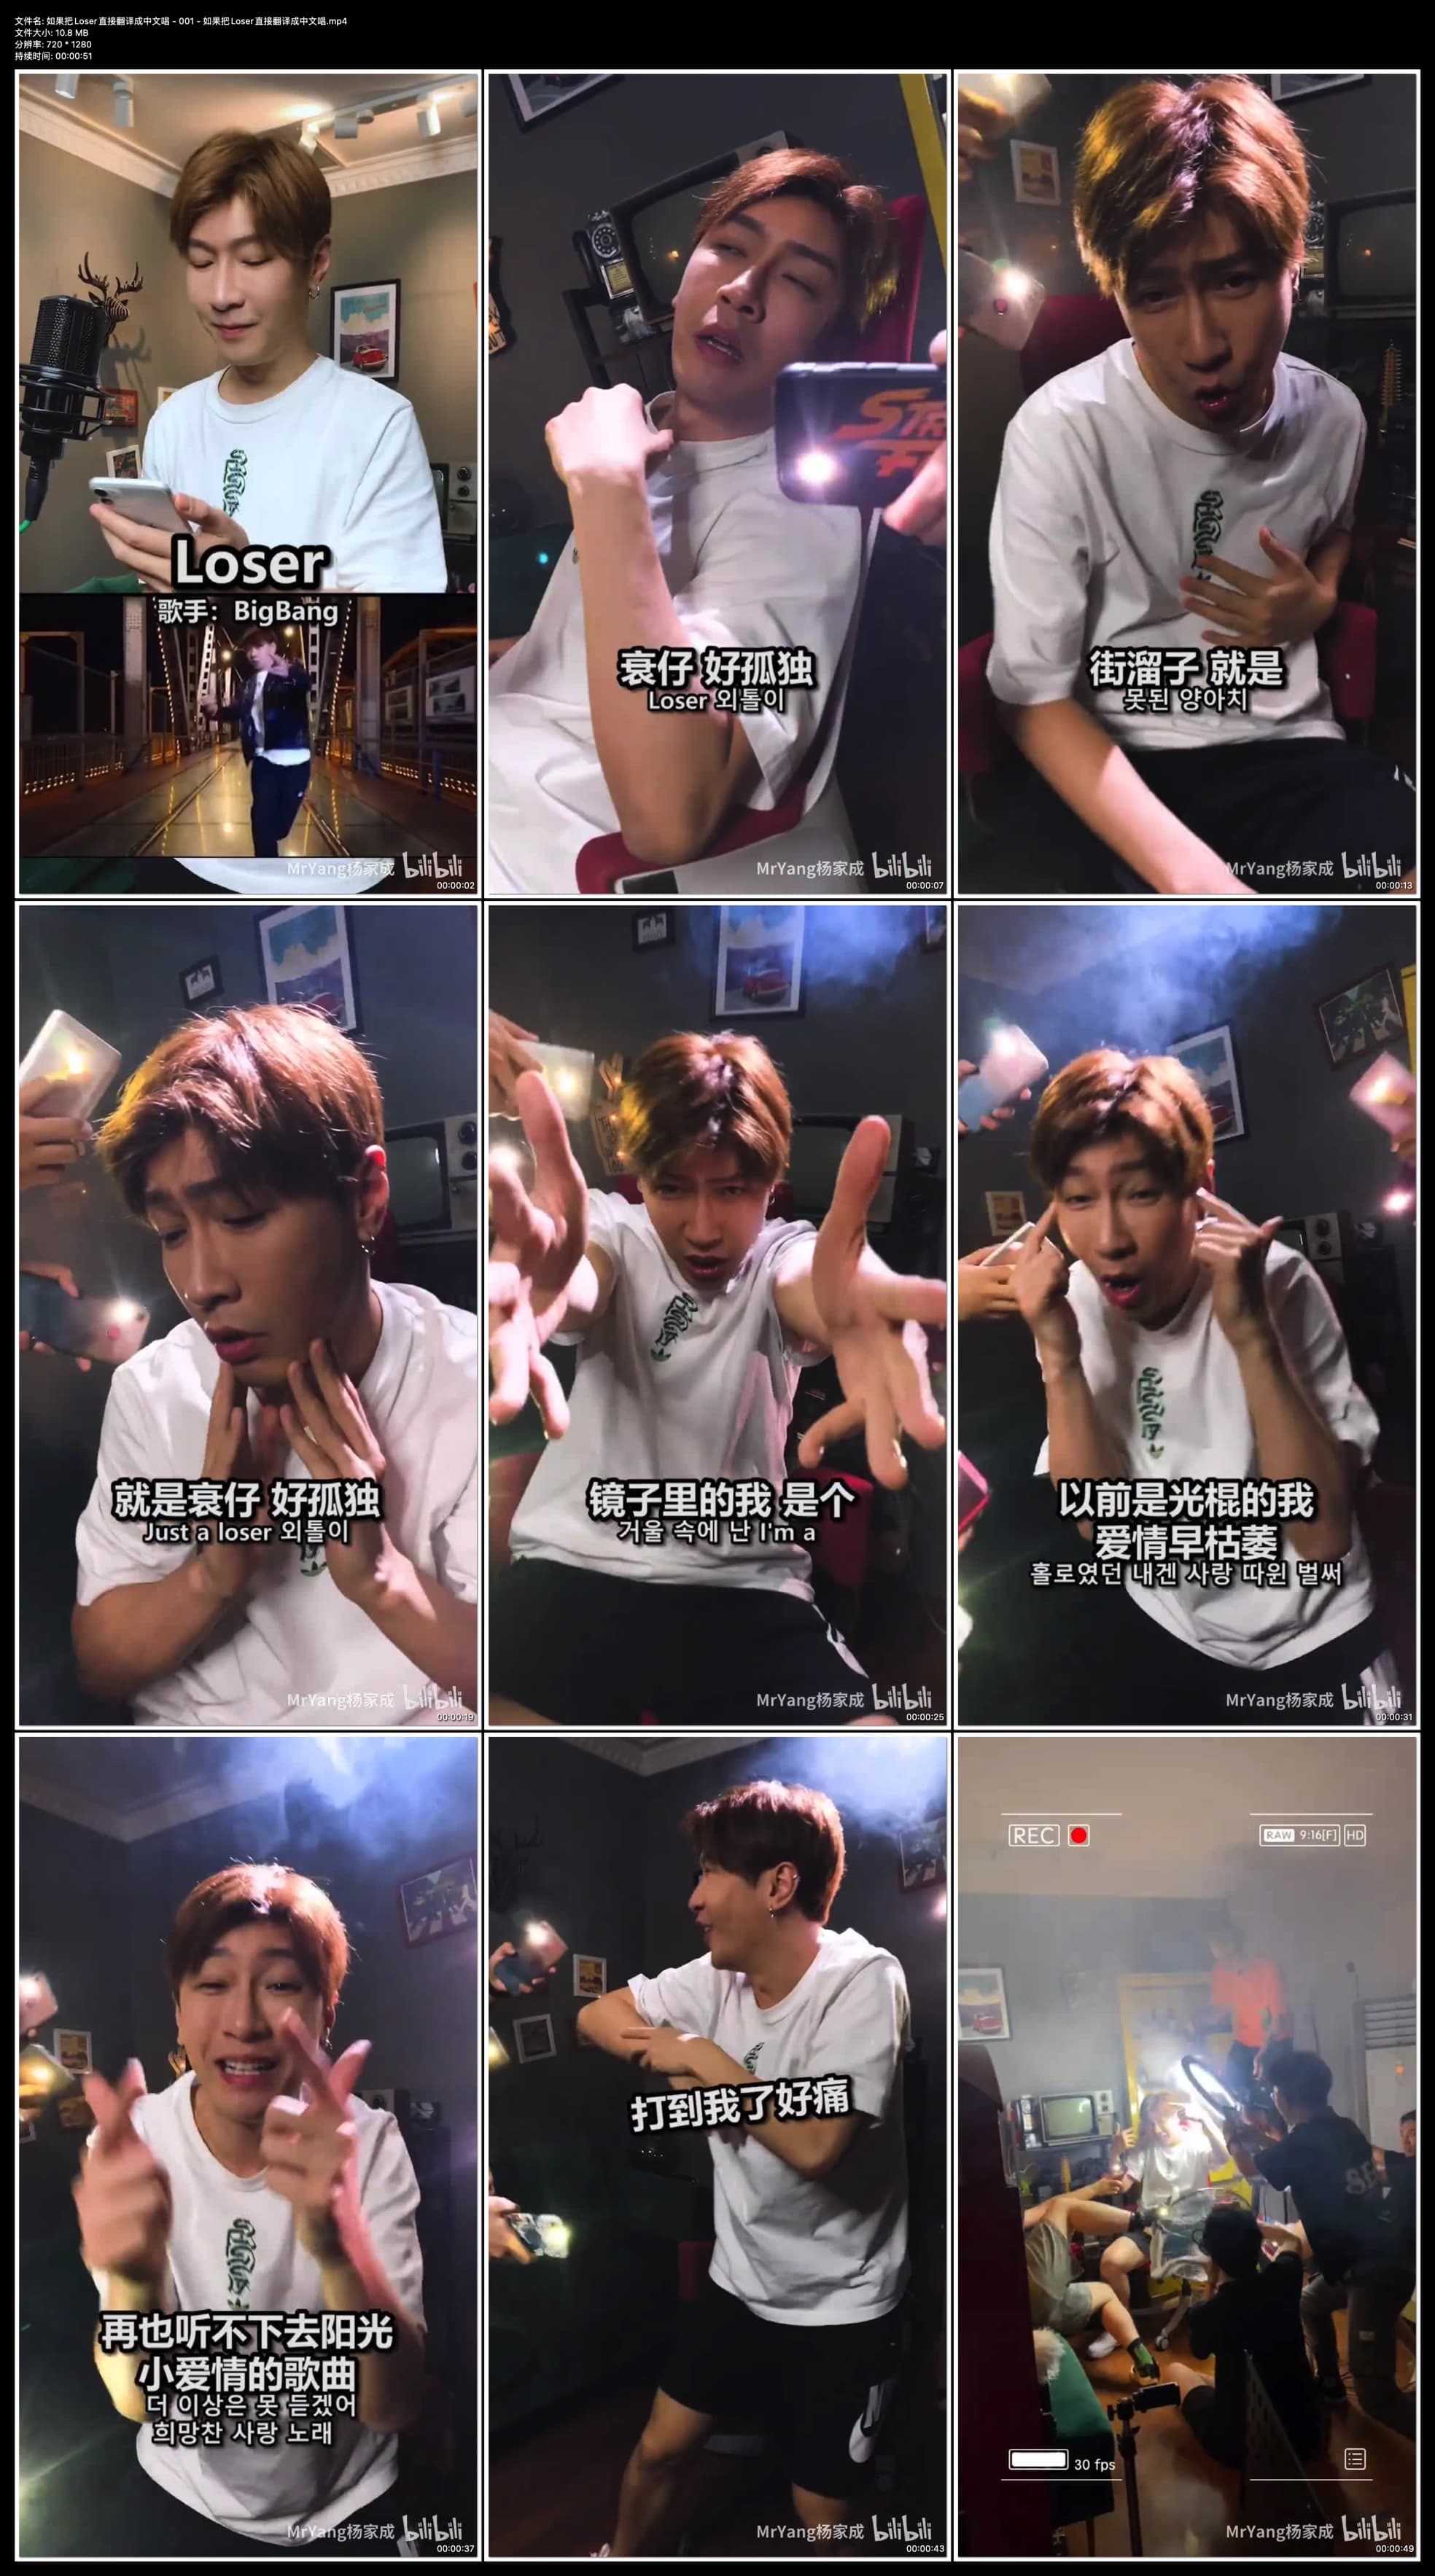 文件名: 如果把Loser直接翻译成中文唱 - 001 - 如果把Loser直接翻译成中文唱.mp4
文件大小: 10.8 MB
分辨率: 720 * 1280
持续时间: 00:00:51
Loser
歌手：BigBang
MrYang杨家成 bilibili
00:00:02
STR
衰仔 好孤独
Loser 외톨이
MrYang杨家成 bilibili
00:00:07
街溜子 就是
못된 양아치
MrYang杨家成 bilibili
00:00:13
就是衰仔 好孤独
Just a loser 외톨이
MrYang杨家成 bilibili
00:00:19
镜子里的我 是个
거울 속에 난 I'm a
MrYang杨家成 bilibili
00:00:25
以前是光棍的我
爱情早枯萎
홀로였던 내겐 사랑 따윈 벌써
MrYang杨家成 bilibili
00:00:31
再也听不下去阳光
小爱情的歌曲
더 이상은 못 듣겠어
희망찬 사랑 노래
MrYang杨家成 bilibili
00:00:37
打到我了好痛
MrYang杨家成 bilibili
00:00:43
REC
RAW 9:16[F] HD
30 fps
MrYang杨家成 bilibili
00:00:49